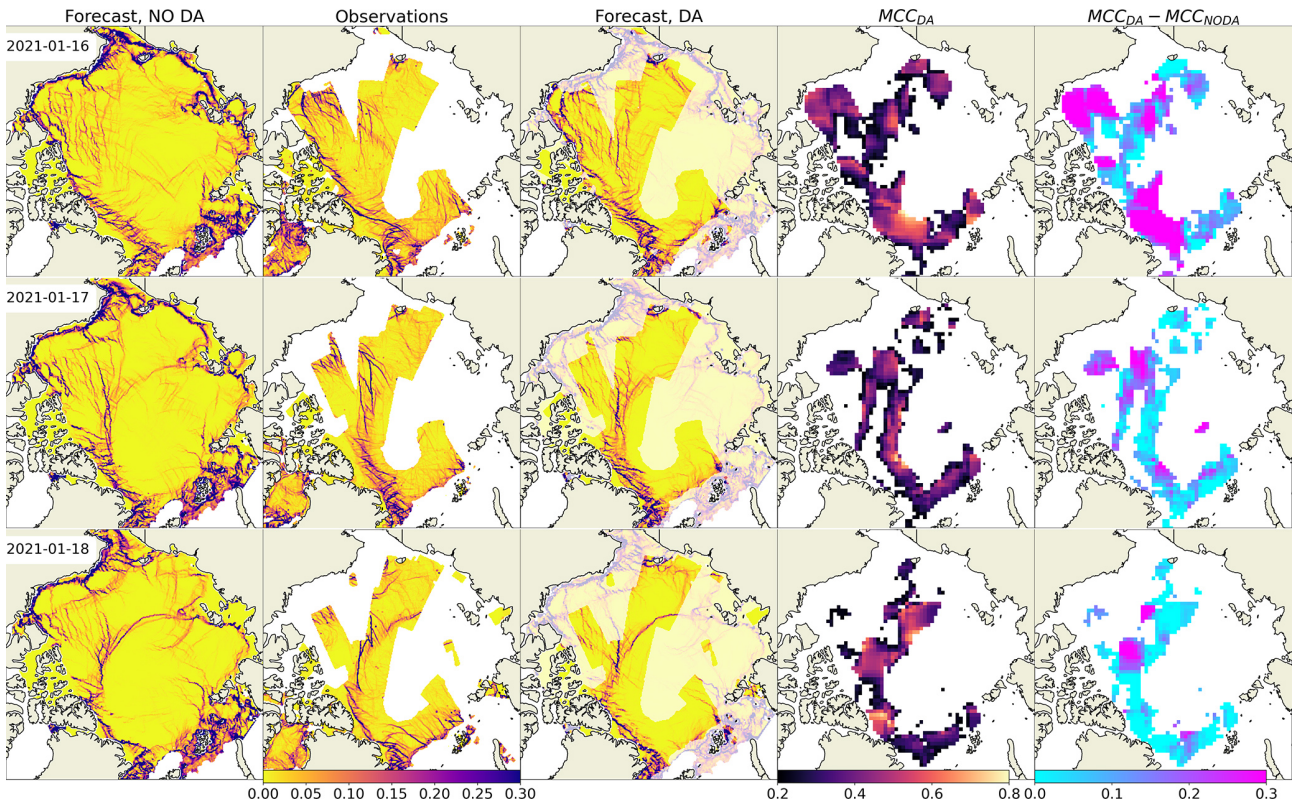 Forecast, NO DA
Observations
Forecast, DA
MCC_DA
MCC_DA − MCC_NODA
2021-01-16
2021-01-17
2021-01-18
0.00 0.05 0.10 0.15 0.20 0.25 0.30
0.2 0.4 0.6 0.8
0.0 0.1 0.2 0.3